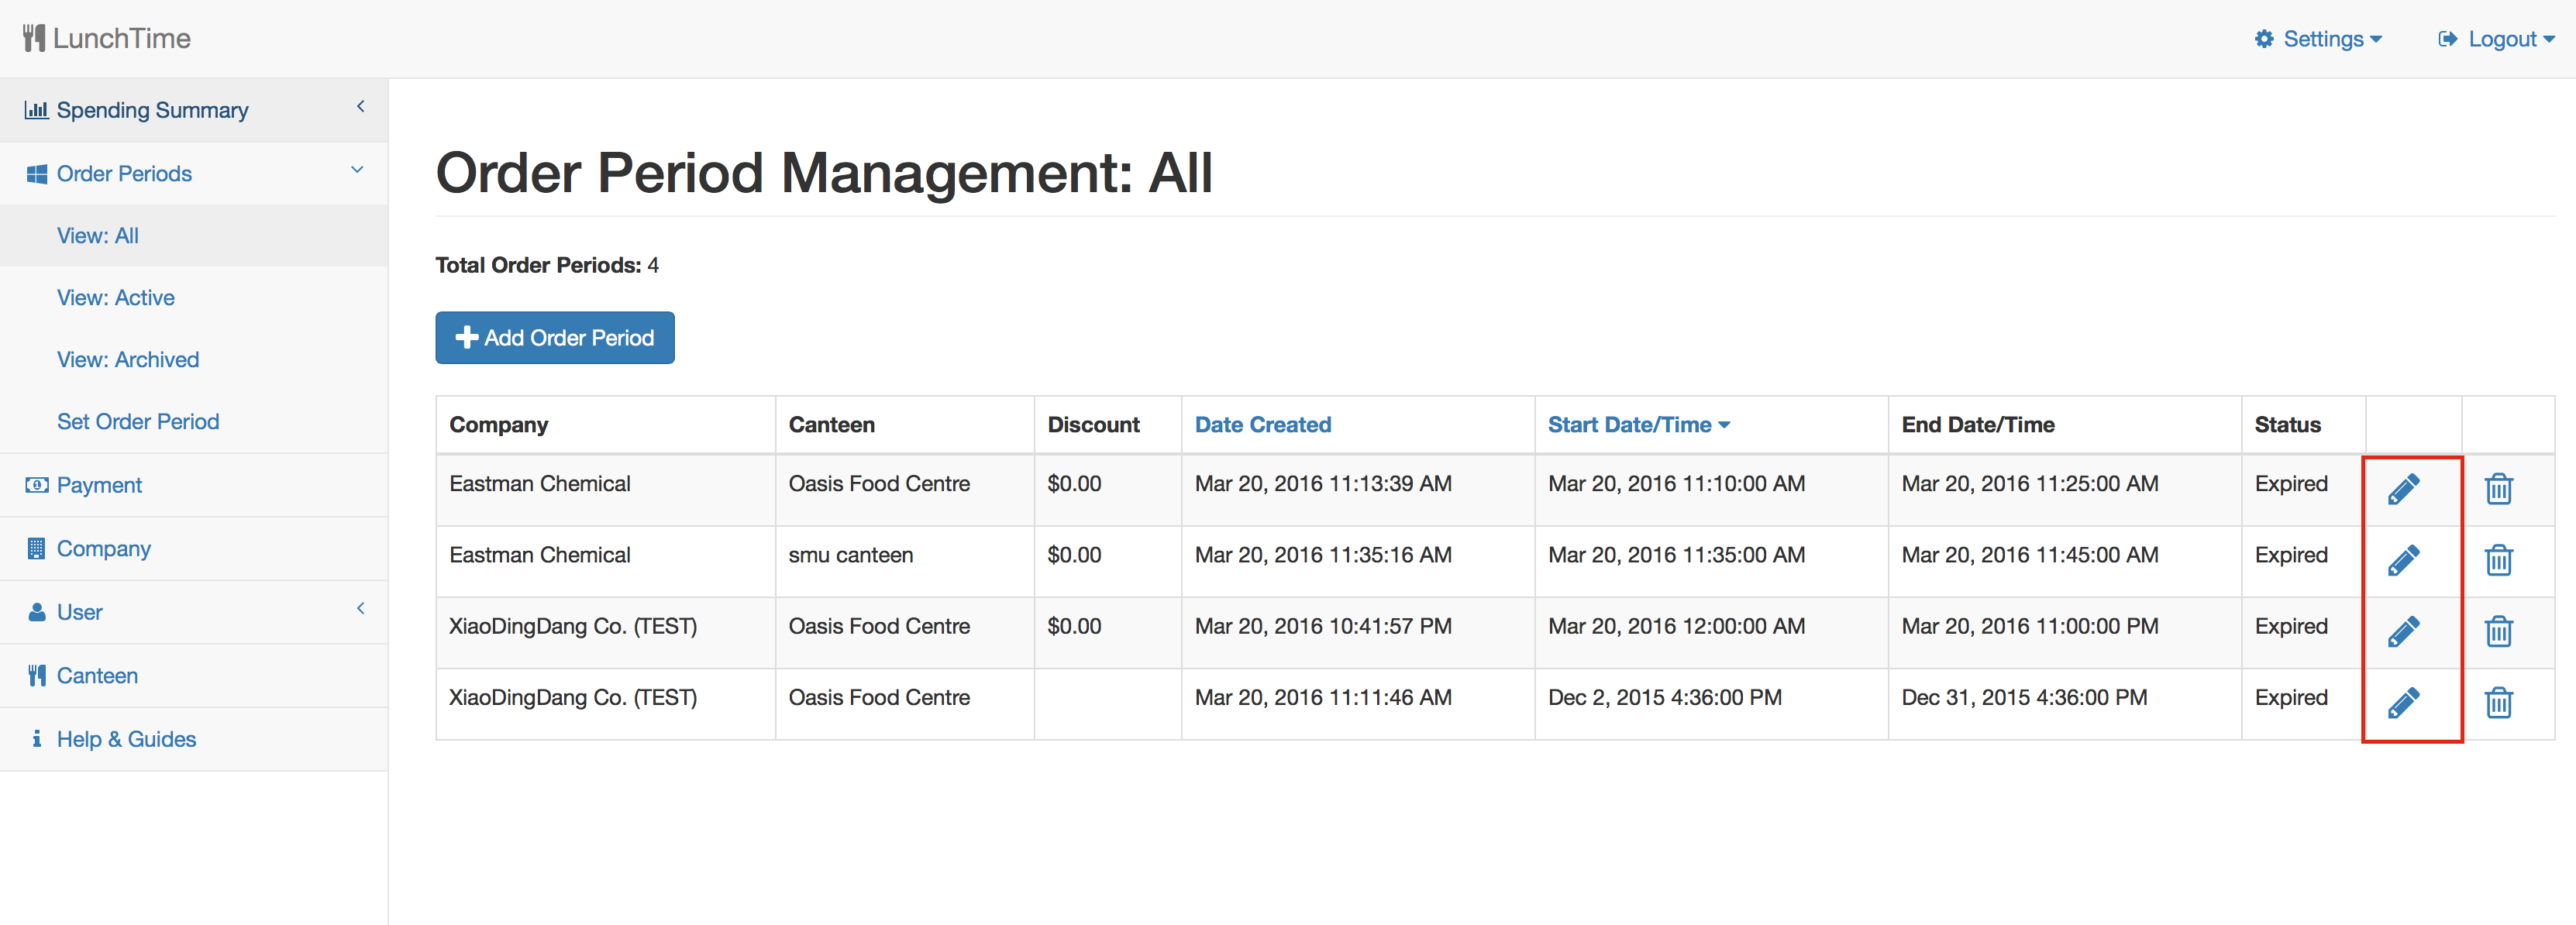 LunchTime
Settings
Logout
Spending Summary
Order Periods
View: All
View: Active
View: Archived
Set Order Period
Payment
Company
User
Canteen
Help & Guides
Order Period Management: All
Total Order Periods: 4
Add Order Period
Company Canteen Discount Date Created Start Date/Time End Date/Time Status
Eastman Chemical Oasis Food Centre $0.00 Mar 20, 2016 11:13:39 AM Mar 20, 2016 11:10:00 AM Mar 20, 2016 11:25:00 AM Expired
Eastman Chemical smu canteen $0.00 Mar 20, 2016 11:35:16 AM Mar 20, 2016 11:35:00 AM Mar 20, 2016 11:45:00 AM Expired
XiaoDingDang Co. (TEST) Oasis Food Centre $0.00 Mar 20, 2016 10:41:57 PM Mar 20, 2016 12:00:00 AM Mar 20, 2016 11:00:00 PM Expired
XiaoDingDang Co. (TEST) Oasis Food Centre Mar 20, 2016 11:11:46 AM Dec 2, 2015 4:36:00 PM Dec 31, 2015 4:36:00 PM Expired